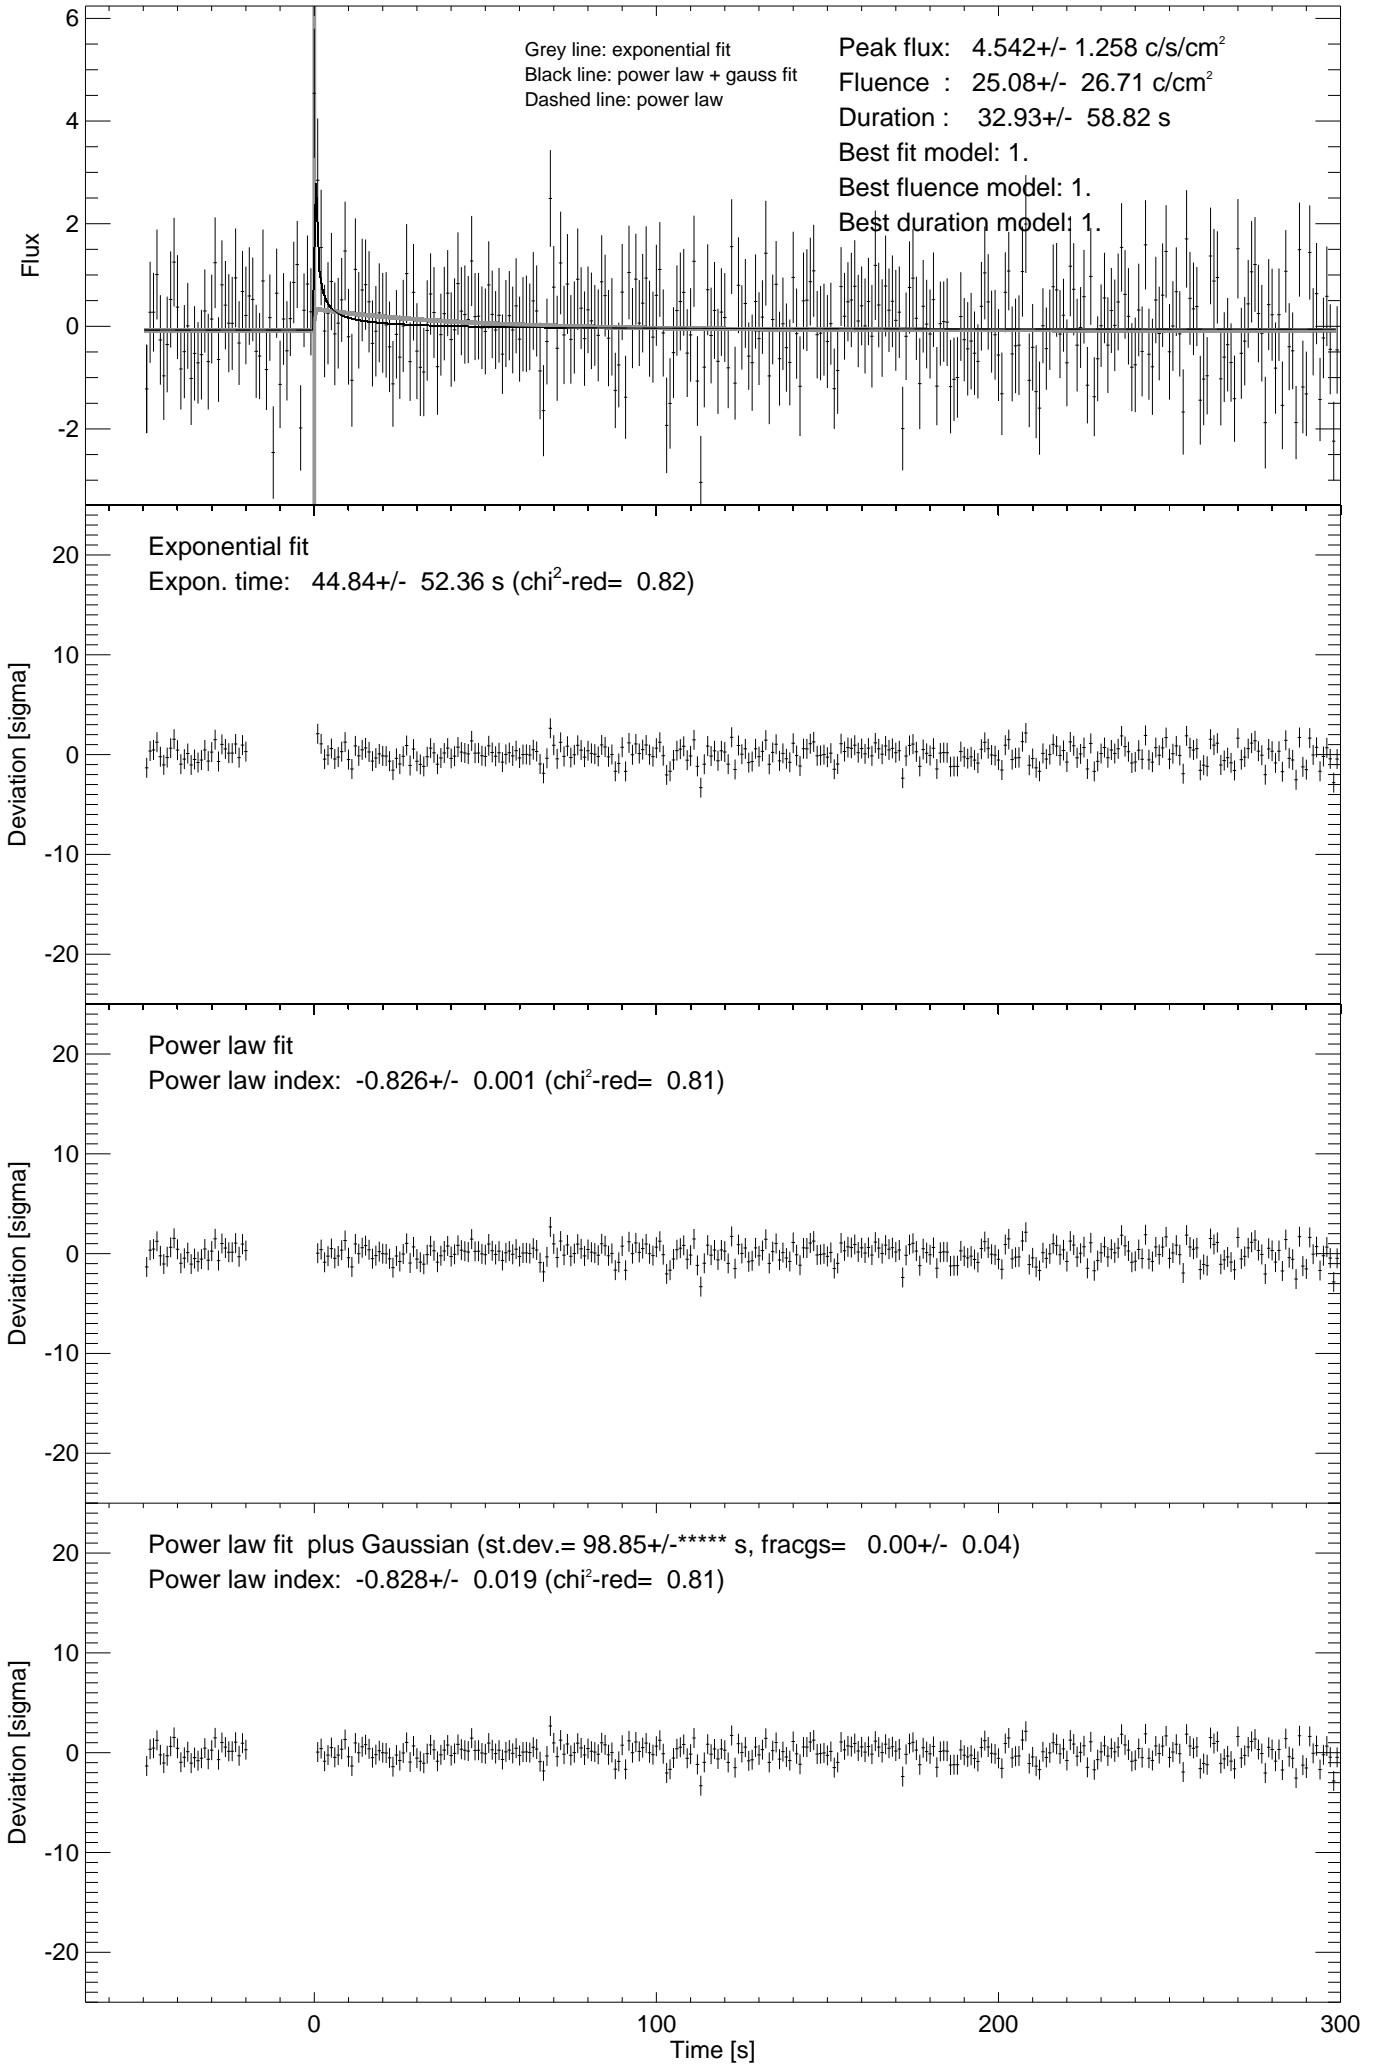 Grey line: exponential fit
Black line: power law + gauss fit
Dashed line: power law
Peak flux: 4.542+/- 1.258 c/s/cm²
Fluence : 25.08+/- 26.71 c/cm²
Duration : 32.93+/- 58.82 s
Best fit model: 1.
Best fluence model: 1.
Best duration model: 1.
Flux
6
4
2
0
-2
Exponential fit
Expon. time: 44.84+/- 52.36 s (chi²-red= 0.82)
Deviation [sigma]
20
10
0
-10
-20
Power law fit
Power law index: -0.826+/- 0.001 (chi²-red= 0.81)
Deviation [sigma]
20
10
0
-10
-20
Power law fit plus Gaussian (st.dev.= 98.85+/-***** s, fracgs= 0.00+/- 0.04)
Power law index: -0.828+/- 0.019 (chi²-red= 0.81)
Deviation [sigma]
20
10
0
-10
-20
0 100 200 300
Time [s]